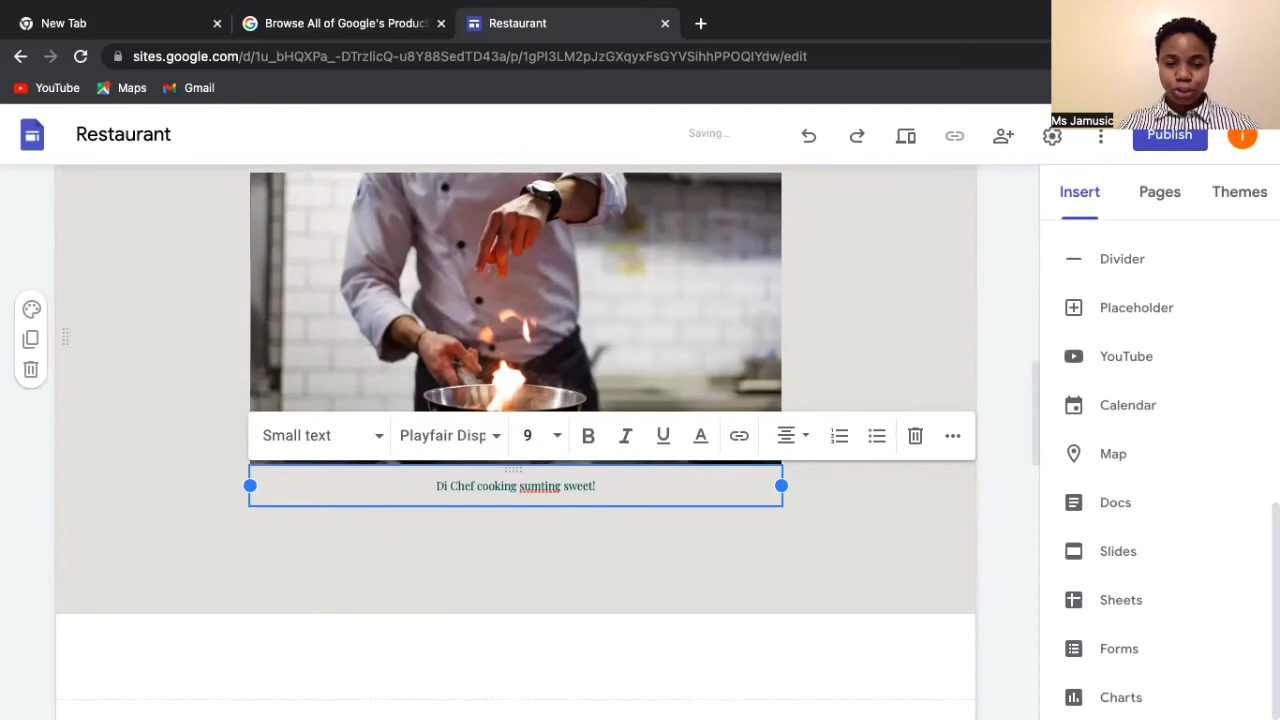 New Tab
Browse All of Google's Product
Restaurant
sites.google.com/d/1u_bHQXPa_-DTrzlicQ-u8Y88SedTD43a/p/1gPl3LM2pJzGXqyxFsGYVSihhPPOQIYdw/edit
YouTube
Maps
Gmail
Ms Jamusic
Restaurant
Saving...
Publish
Insert
Pages
Themes
Divider
Placeholder
YouTube
Calendar
Map
Docs
Slides
Sheets
Forms
Charts
Small text
Playfair Disp
9
B
I
U
A
Di Chef cooking sumting sweet!